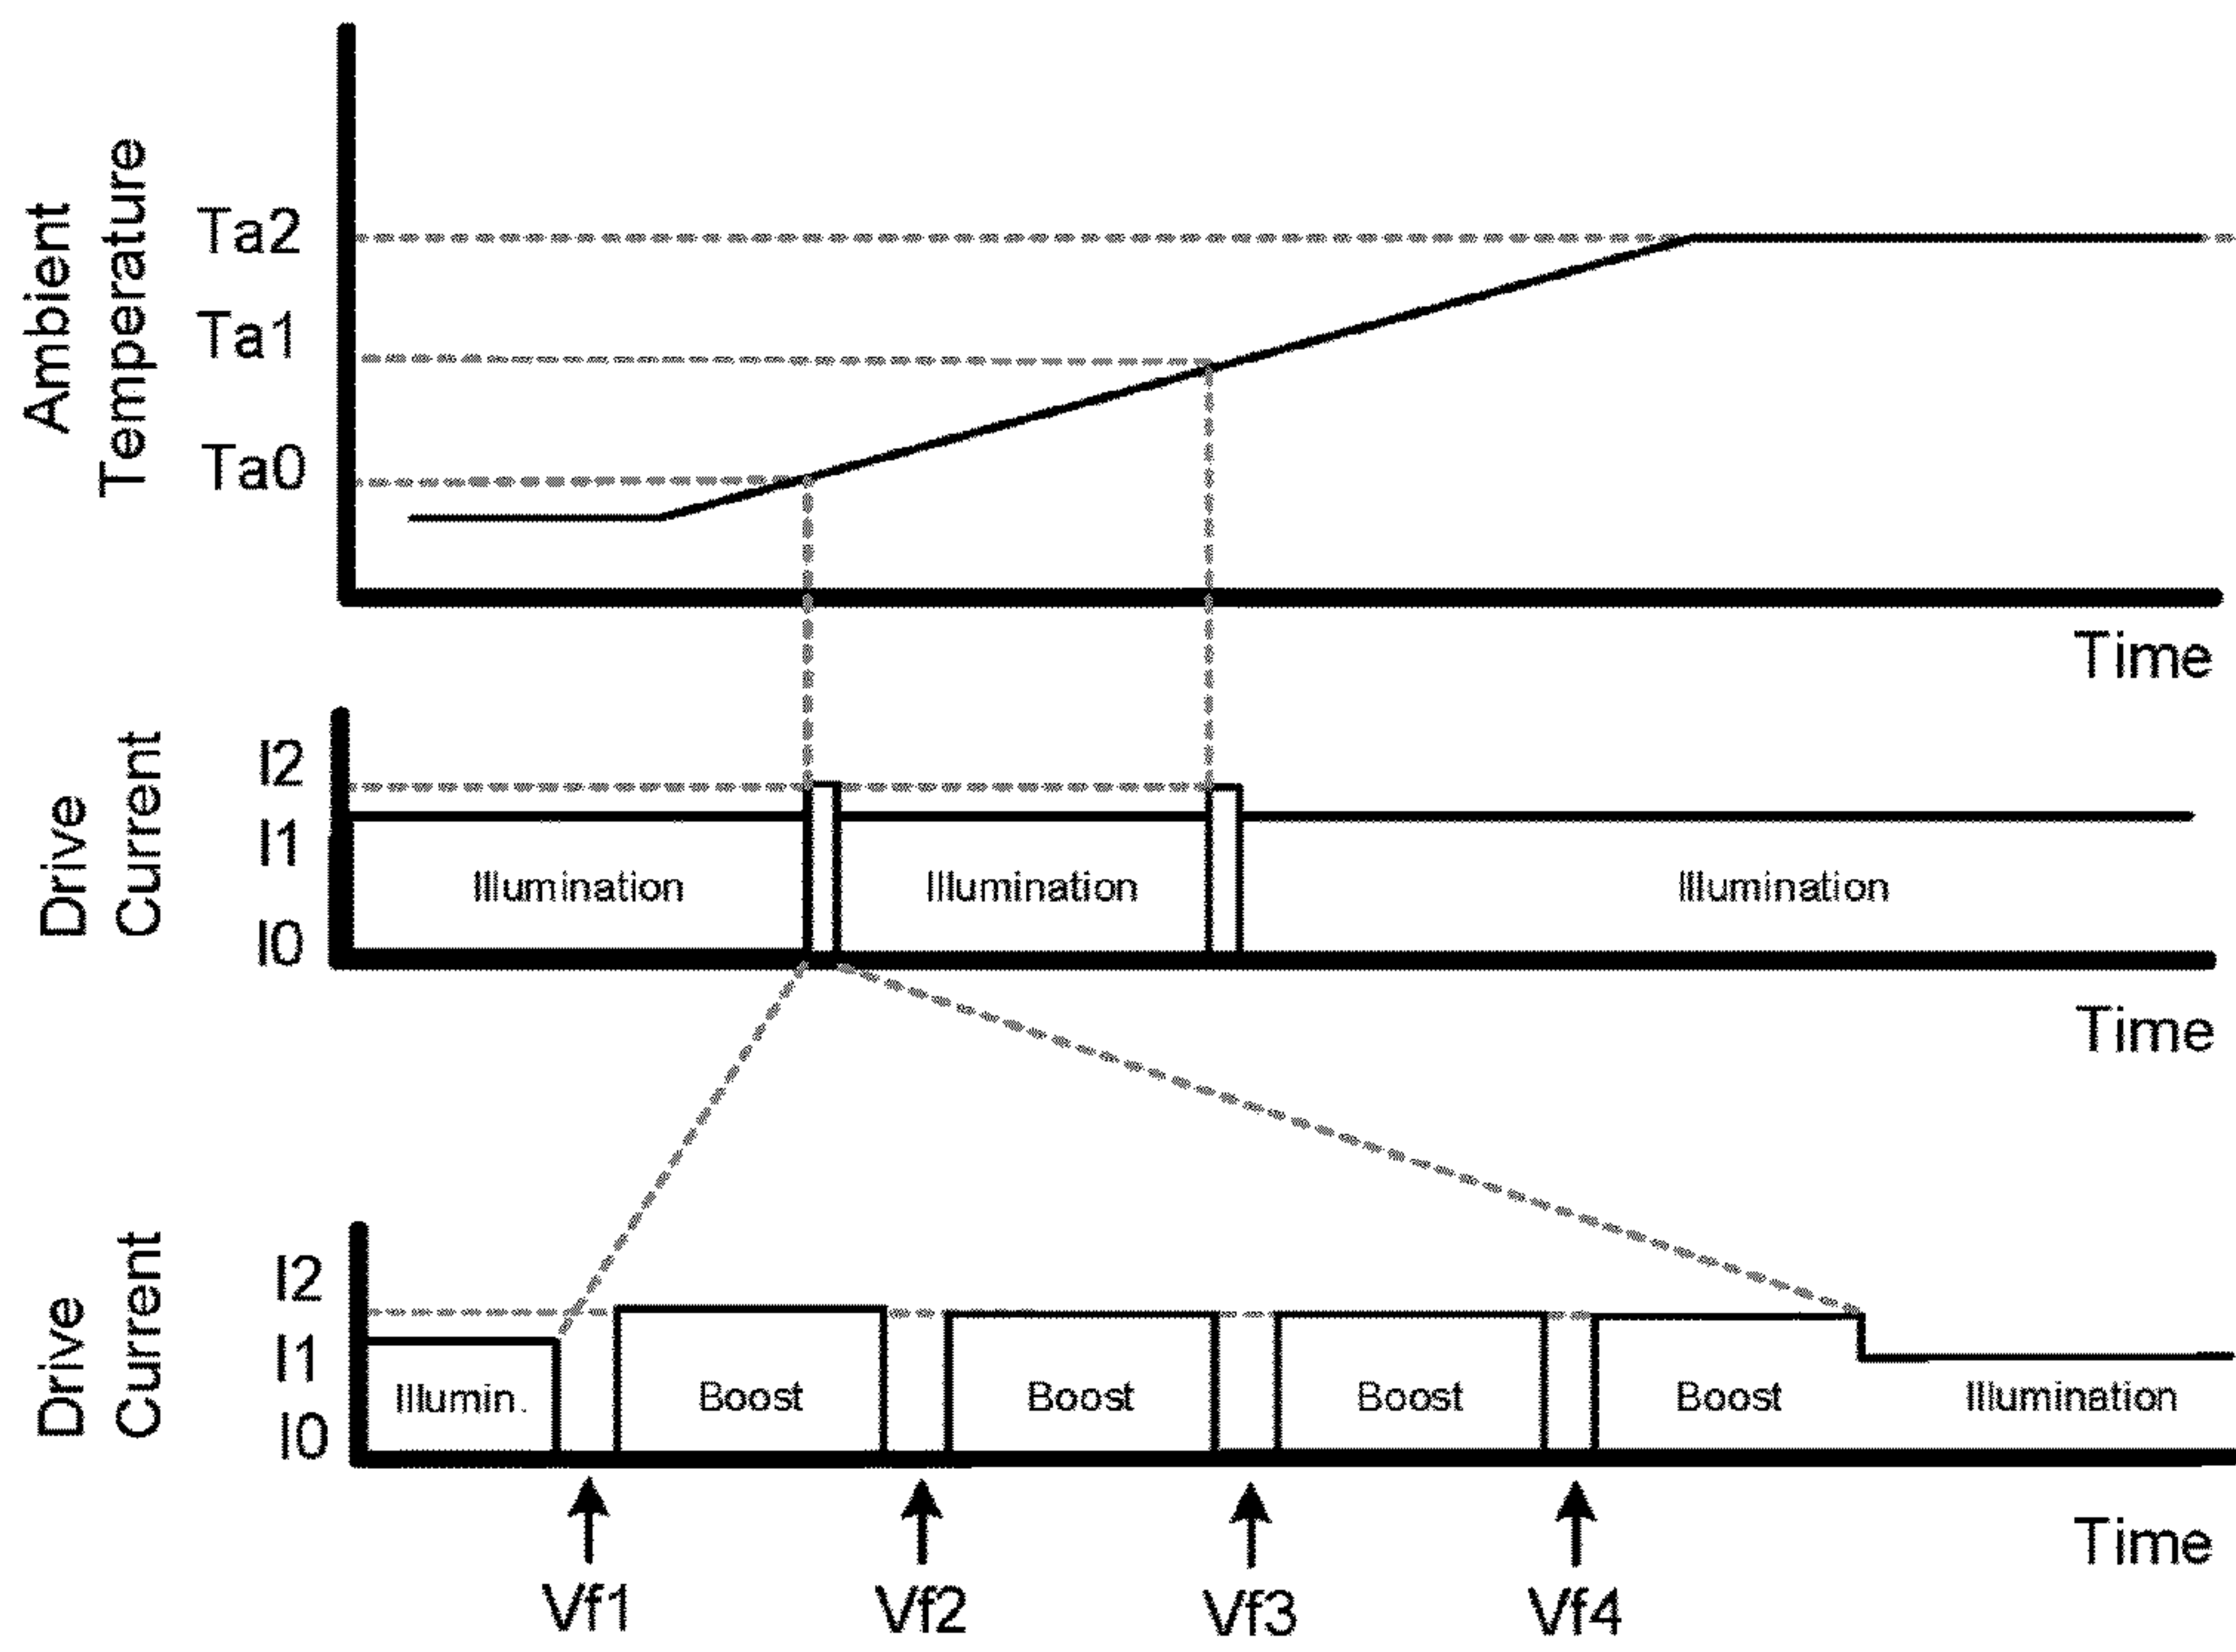 Ambient
Temperature
Ta2
Ta1
Ta0
Time
Drive
Current
I2
I1
I0
Illumination
Illumination
Illumination
Time
Drive
Current
I2
I1
I0
Illumin.
Boost
Boost
Boost
Boost
Illumination
Time
Vf1
Vf2
Vf3
Vf4